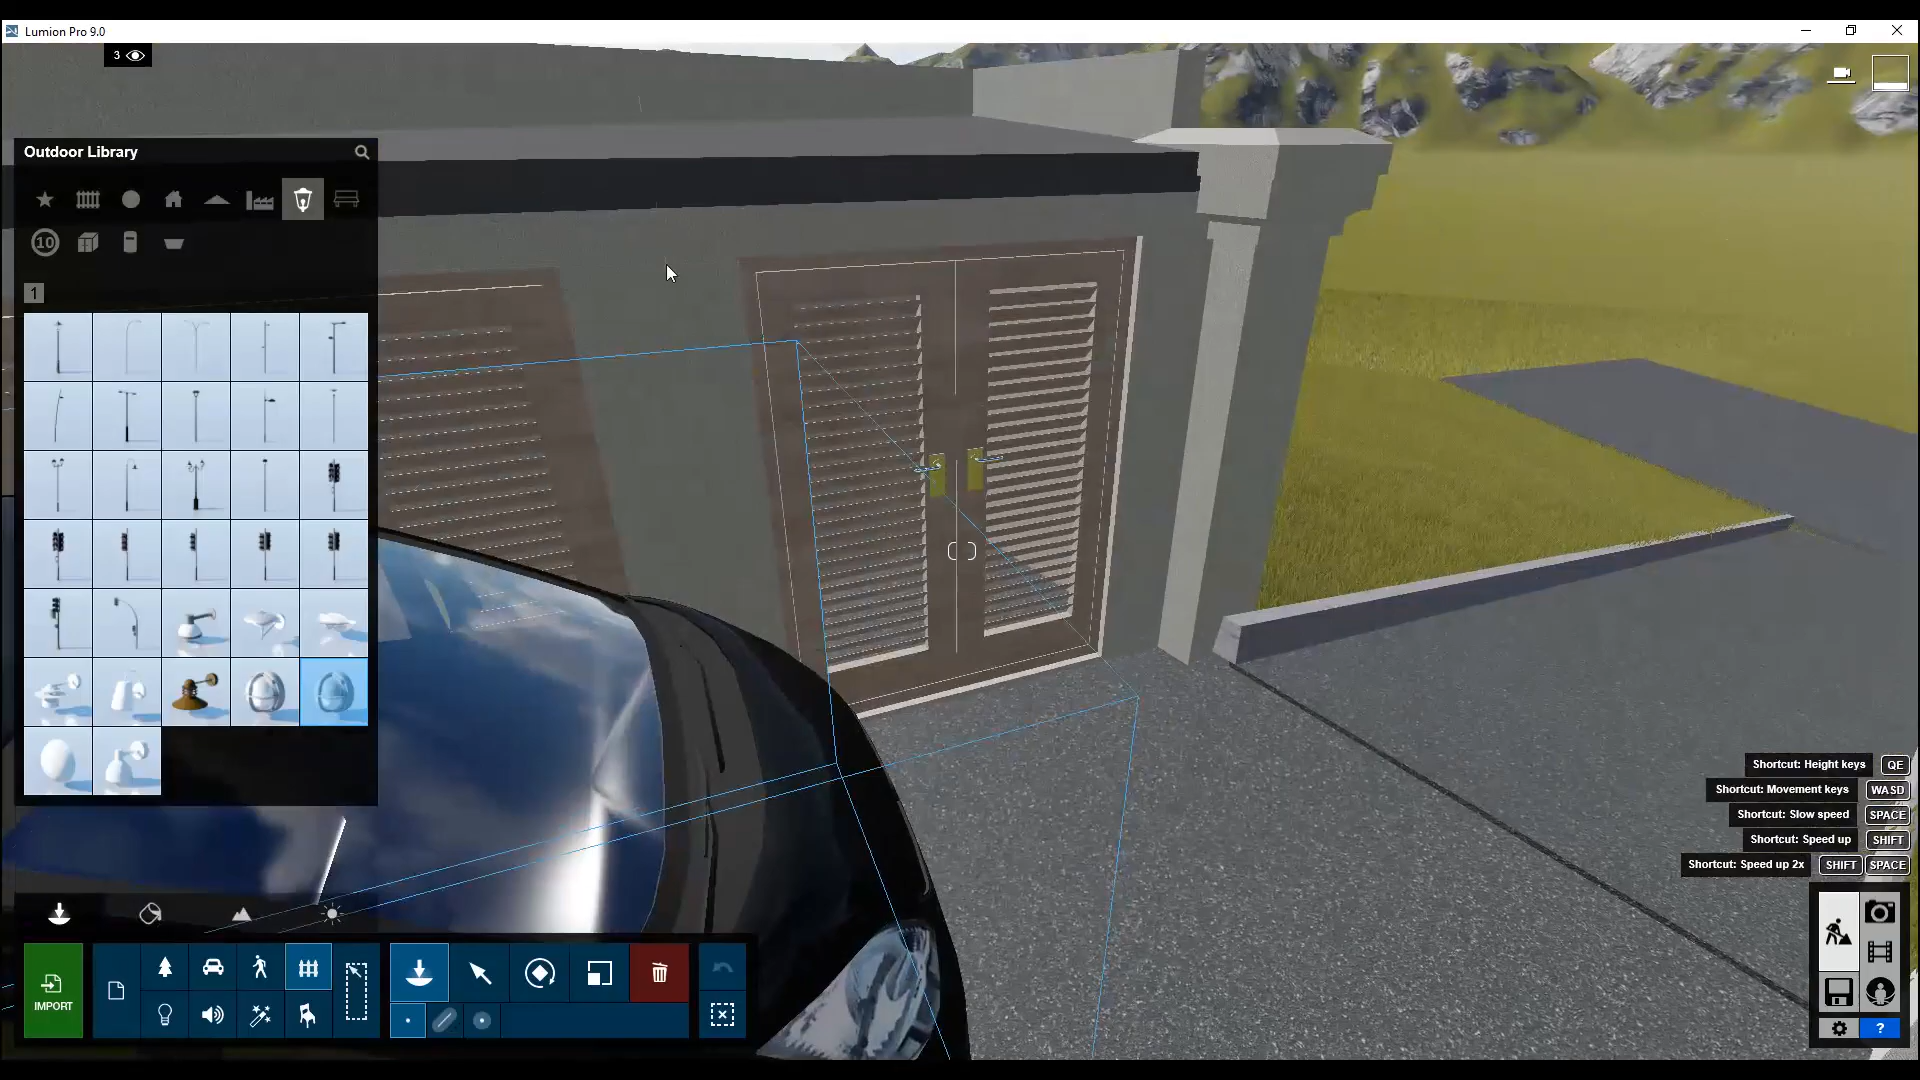 Lumion Pro 9.0
3
Outdoor Library
10
1
Shortcut: Height keys QE
Shortcut: Movement keys WASD
Shortcut: Slow speed SPACE
Shortcut: Speed up SHIFT
Shortcut: Speed up 2x SHIFT SPACE
IMPORT
?